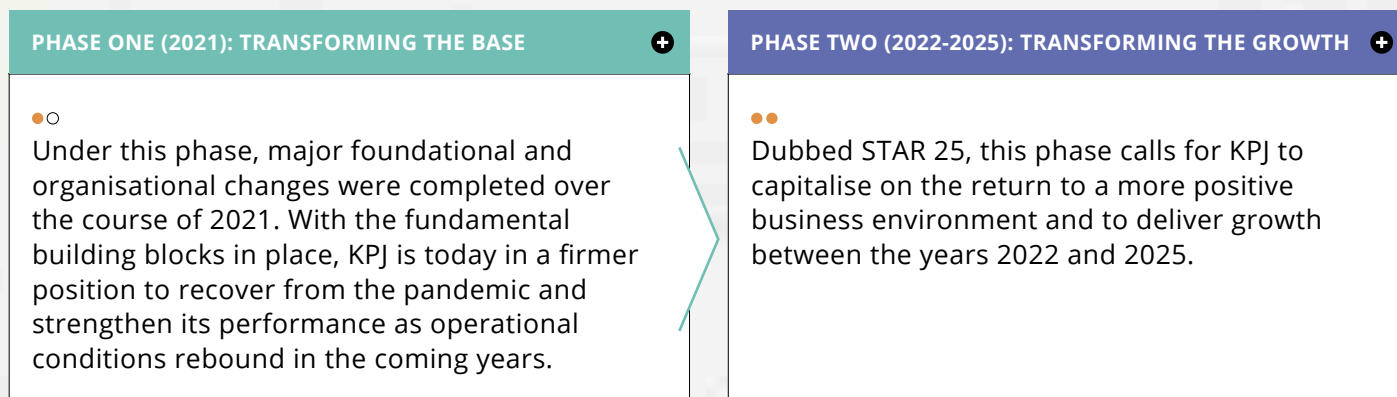 PHASE ONE (2021): TRANSFORMING THE BASE
Under this phase, major foundational and
organisational changes were completed over
the course of 2021. With the fundamental
building blocks in place, KPJ is today in a firmer
position to recover from the pandemic and
strengthen its performance as operational
conditions rebound in the coming years.
PHASE TWO (2022-2025): TRANSFORMING THE GROWTH
Dubbed STAR 25, this phase calls for KPJ to
capitalise on the return to a more positive
business environment and to deliver growth
between the years 2022 and 2025.